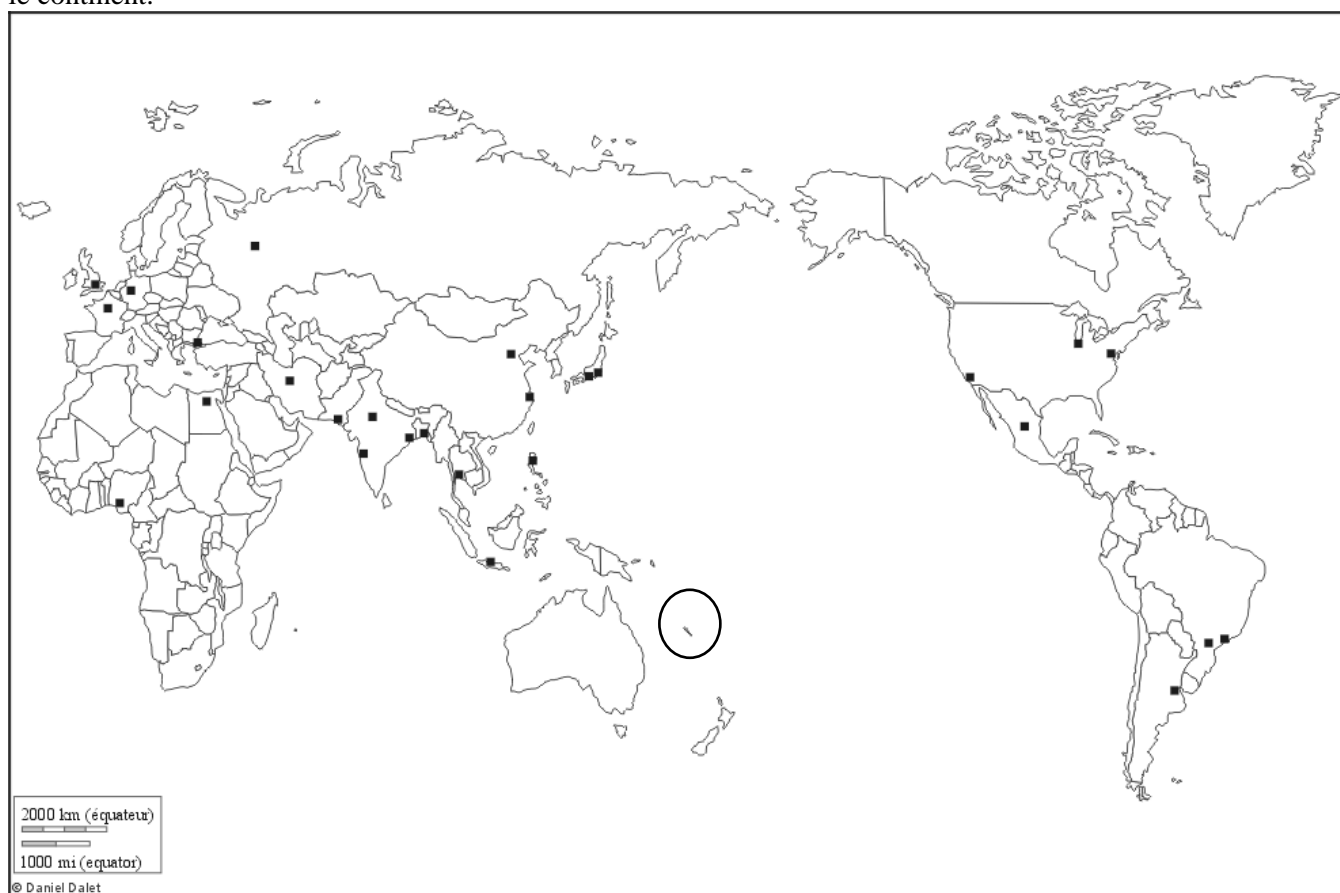 le continent.
2000 km (équateur)
1000 mi (equator)
© Daniel Dalet